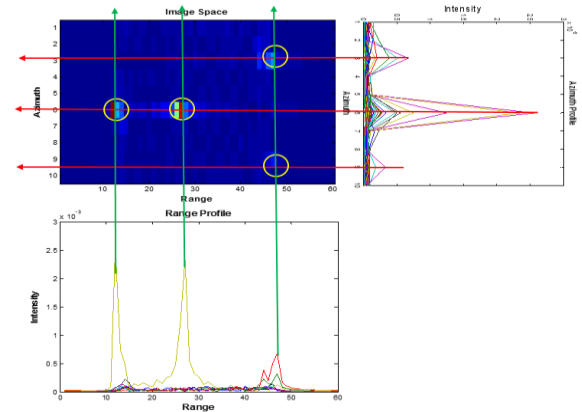 Image Space
Azimuth
1
2
3
4
5
6
7
8
9
10
10 20 30 40 50 60
Range
Intensity
Azimuth
Azimuth Profile
Range Profile
x 10⁻³
Intensity
3
2.5
2
1.5
1
0.5
0
0 10 20 30 40 50 60
Range